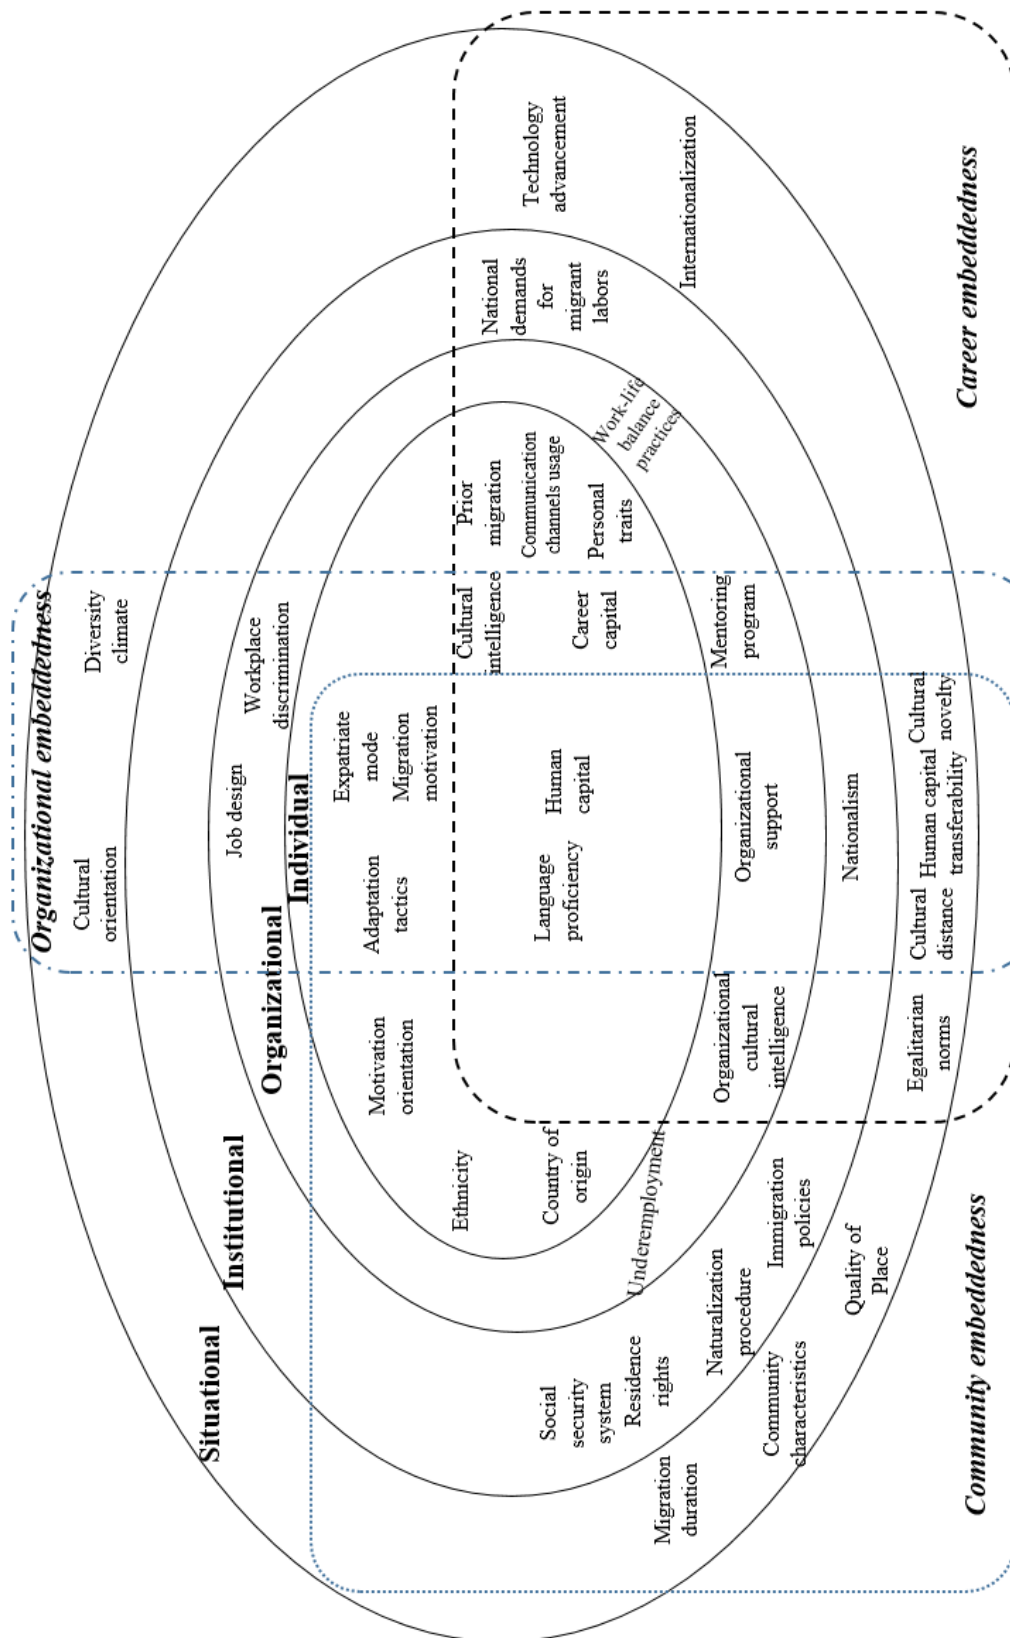 Organizational embeddedness
Cultural
orientation
Diversity
climate
Situational
Institutional
Job design
Workplace
discrimination
Organizational
Individual
Expatriate
mode
Adaptation
tactics
Motivation
orientation
Migration
motivation
Ethnicity
Cultural
intelligence
Prior
migration
National
demands
for
migrant
labors
Communication
channels usage
Technology
advancement
Social
security
system
Country of
origin
Language
proficiency
Human
capital
Career
capital
Personal
traits
Work-life
balance
practices
Residence
rights
Underemployment
Migration
duration
Internationalization
Naturalization
procedure
Organizational
cultural
intelligence
Organizational
support
Mentoring
program
Community
characteristics
Immigration
policies
Quality of
Place
Nationalism
Egalitarian
norms
Cultural
distance
Human capital
transferability
Cultural
novelty
Community embeddedness
Career embeddedness